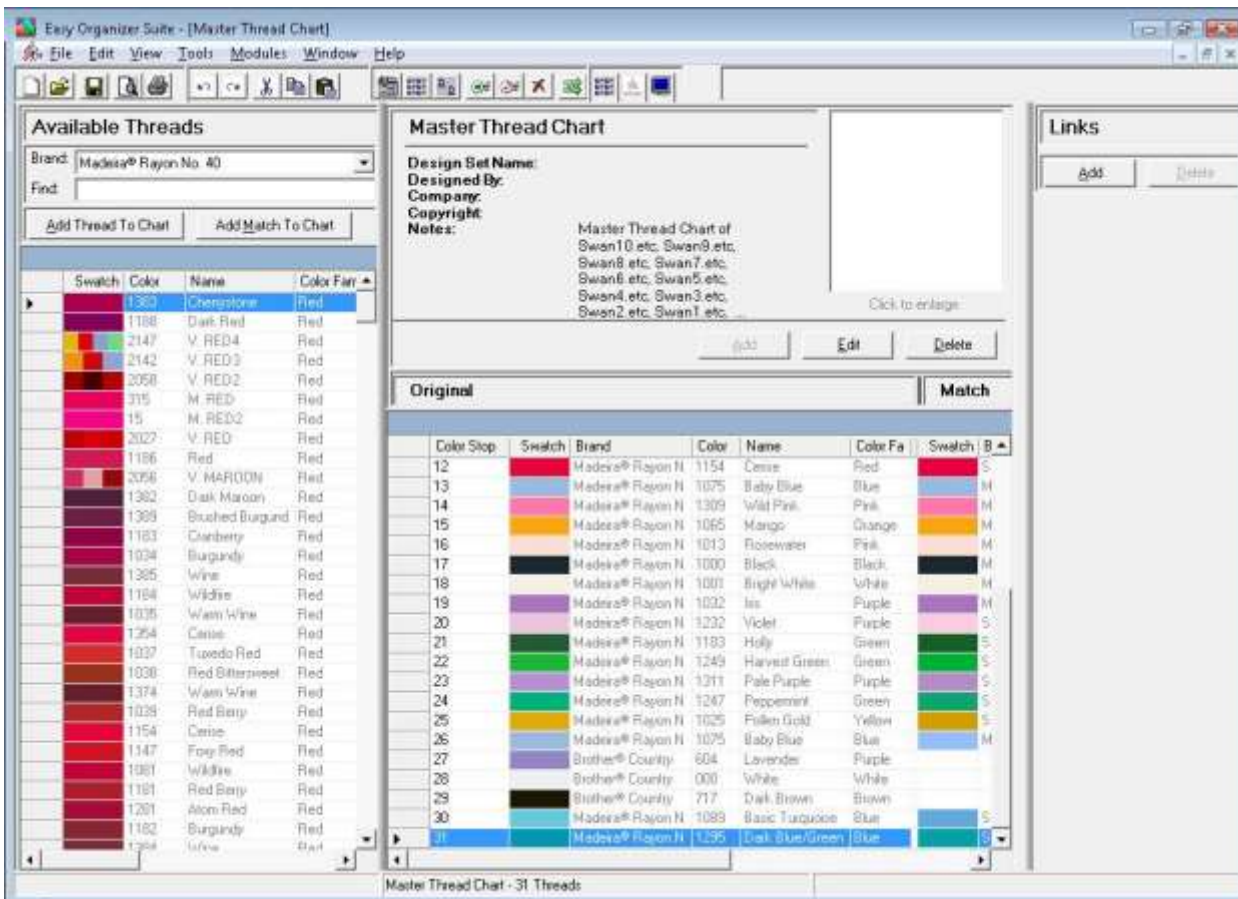 Easy Organizer Suite - [Master Thread Chart]
File Edit View Tools Modules Window Help
Available Threads
Brand: Madeira® Rayon No. 40
Find:
Add Thread To Chart Add Match To Chart
Swatch Color Name Color Fam
1383 Cherrystone Red
1188 Dark Red Red
2147 V. RED4 Red
2142 V. RED3 Red
2058 V. RED2 Red
315 M. RED Red
15 M. RED2 Red
2027 V. RED Red
1186 Red Red
2056 V. MAROON Red
1382 Dark Maroon Red
1389 Brushed Burgund Red
1183 Cranberry Red
1034 Burgundy Red
1385 Wine Red
1184 Wildfire Red
1035 Warm Wine Red
1354 Cerise Red
1037 Tuxedo Red Red
1038 Red Bittersweet Red
1374 Warm Wine Red
1039 Red Berry Red
1154 Cerise Red
1147 Foxy Red Red
1081 Wildfire Red
1181 Red Berry Red
1281 Atom Red Red
1182 Burgundy Red
Wine Red
Master Thread Chart
Design Set Name:
Designed By:
Company:
Copyright:
Notes: Master Thread Chart of
Swan10.etc, Swan9.etc,
Swan8.etc, Swan7.etc,
Swan6.etc, Swan5.etc,
Swan4.etc, Swan3.etc,
Swan2.etc, Swan1.etc, ...
Click to enlarge
Add Edit Delete
Original Match
Color Stop Swatch Brand Color Name Color Fa Swatch B
12 Madeira® Rayon N 1154 Cerise Red S
13 Madeira® Rayon N 1075 Baby Blue Blue M
14 Madeira® Rayon N 1309 Wild Pink Pink M
15 Madeira® Rayon N 1065 Mango Orange M
16 Madeira® Rayon N 1013 Rosewater Pink M
17 Madeira® Rayon N 1000 Black Black M
18 Madeira® Rayon N 1001 Bright White White M
19 Madeira® Rayon N 1032 Iris Purple M
20 Madeira® Rayon N 1232 Violet Purple S
21 Madeira® Rayon N 1103 Holly Green S
22 Madeira® Rayon N 1249 Harvest Green Green S
23 Madeira® Rayon N 1311 Pale Purple Purple S
24 Madeira® Rayon N 1247 Peppermint Green S
25 Madeira® Rayon N 1025 Pollen Gold Yellow S
26 Madeira® Rayon N 1075 Baby Blue Blue M
27 Brother® Country 604 Lavender Purple
28 Brother® Country 000 White White
29 Brother® Country 717 Dark Brown Brown
30 Madeira® Rayon N 1089 Basic Turquoise Blue S
31 Madeira® Rayon N 1295 Dark Blue/Green Blue S
Links
Add Delete
Master Thread Chart - 31 Threads